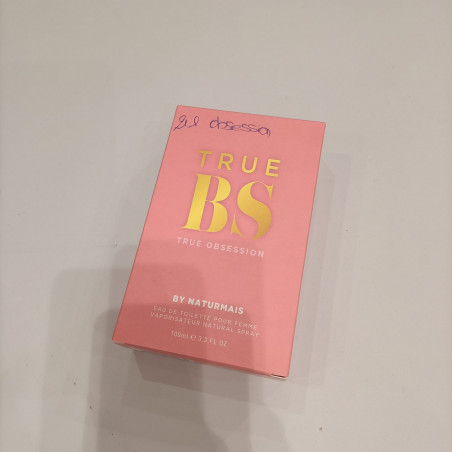 obsession
TRUE
BS
TRUE OBSESSION
BY NATURMAIS
EAU DE TOILETTE POUR FEMME
VAPORISATEUR NATURAL SPRAY
100ml e 3,3 FL OZ